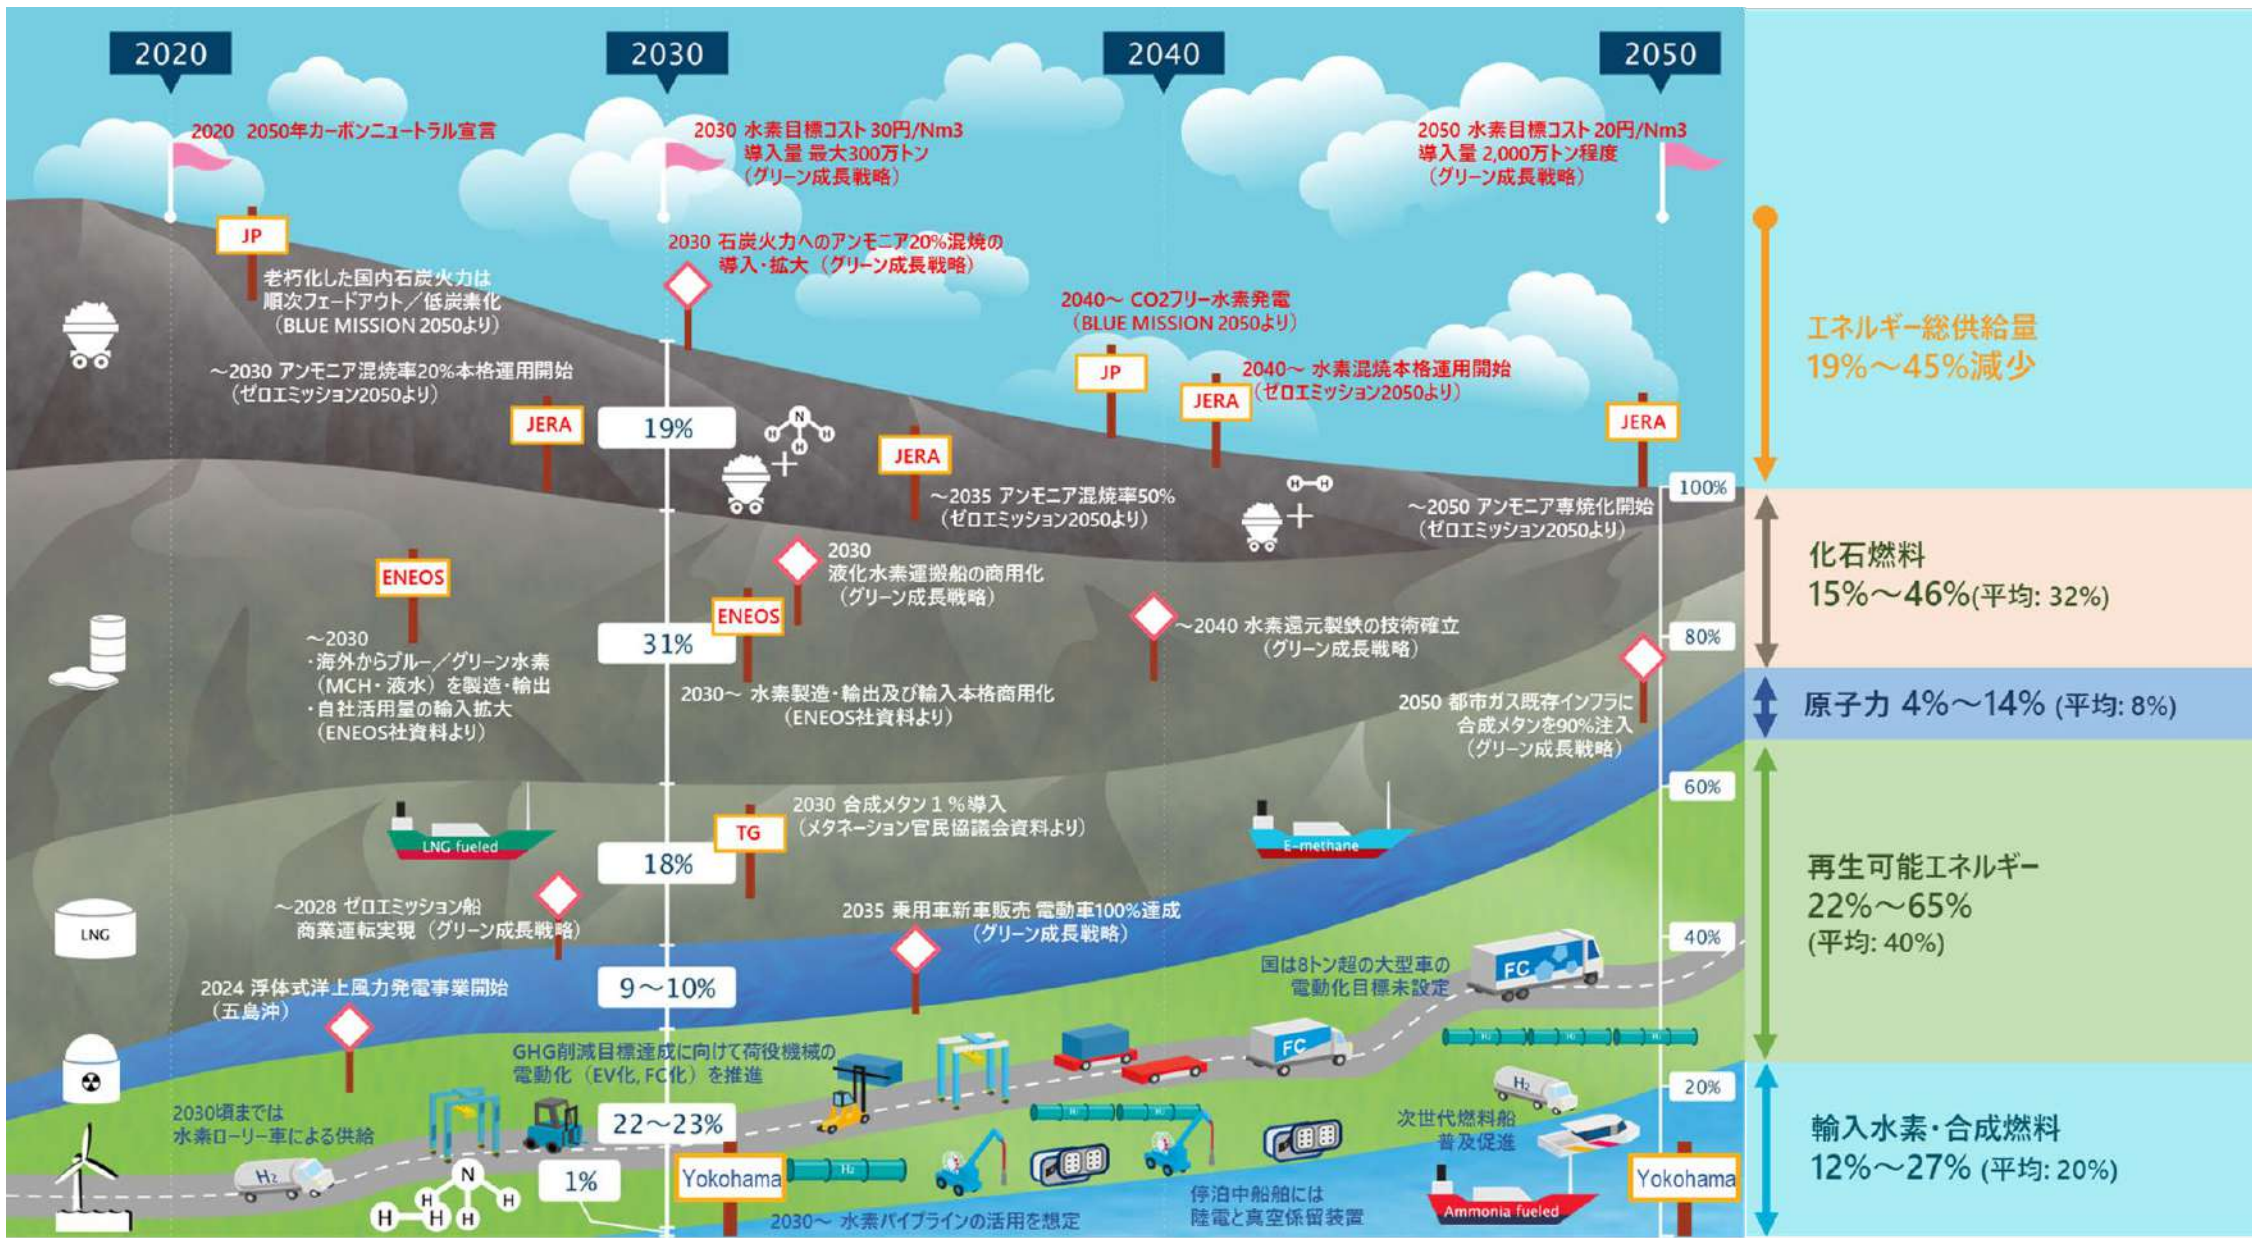 2020
2030
2040
2050
2020 2050年カーボンニュートラル宣言
2030 水素目標コスト 30円/Nm3
導入量 最大300万トン
（グリーン成長戦略）
2050 水素目標コスト 20円/Nm3
導入量 2,000万トン程度
（グリーン成長戦略）
JP
老朽化した国内石炭火力は
順次フェードアウト／低炭素化
（BLUE MISSION 2050より）
2030 石炭火力へのアンモニア20%混焼の
導入・拡大（グリーン成長戦略）
2040～ CO2フリー水素発電
（BLUE MISSION 2050より）
JP
2040～ 水素混焼本格運用開始
（ゼロエミッション2050より）
JERA
JERA
～2030 アンモニア混焼率20%本格運用開始
（ゼロエミッション2050より）
JERA
19%
N
H
H
H
JERA
～2035 アンモニア混焼率50%
（ゼロエミッション2050より）
H
H
～2050 アンモニア専焼化開始
（ゼロエミッション2050より）
100%
エネルギー総供給量
19%～45%減少
ENEOS
～2030
・海外からブルー／グリーン水素
（MCH・液水）を製造・輸出
・自社活用量の輸入拡大
（ENEOS社資料より）
31%
2030
液化水素運搬船の商用化
（グリーン成長戦略）
ENEOS
2030～ 水素製造・輸出及び輸入本格商用化
（ENEOS社資料より）
～2040 水素還元製鉄の技術確立
（グリーン成長戦略）
80%
2050 都市ガス既存インフラに
合成メタンを90%注入
（グリーン成長戦略）
化石燃料
15%～46%(平均: 32%)
原子力 4%～14% (平均: 8%)
LNG fueled
TG
2030 合成メタン１％導入
（メタネーション官民協議会資料より）
E-methane
60%
18%
LNG
～2028 ゼロエミッション船
商業運転実現（グリーン成長戦略）
2035 乗用車新車販売 電動車100%達成
（グリーン成長戦略）
再生可能エネルギー
22%～65%
(平均: 40%)
2024 浮体式洋上風力発電事業開始
（五島沖）
9～10%
国は8トン超の大型車の
電動化目標未設定
FC
40%
GHG削減目標達成に向けて荷役機械の
電動化（EV化, FC化）を推進
FC
H₂
H₂
H₂
2030頃までは
水素ローリー車による供給
22～23%
H₂
H₂
H₂
20%
次世代燃料船
普及促進
輸入水素・合成燃料
12%～27% (平均: 20%)
H₂
N
H
H
H
H
H
1%
Yokohama
H₂
Yokohama
停泊中船舶には
陸電と真空係留装置
Ammonia fueled
2030～ 水素パイプラインの活用を想定